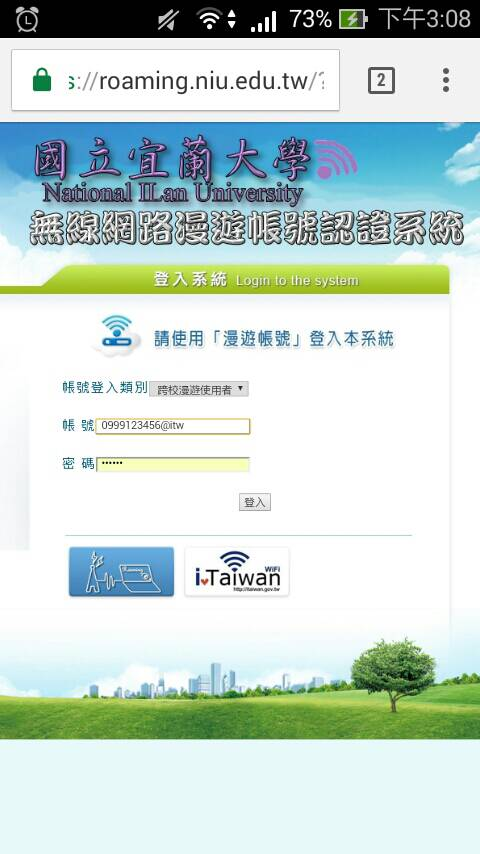 73% 下午3:08
s://roaming.niu.edu.tw/?
2
國立宜蘭大學
National ILan University
無線網路漫遊帳號認證系統
登入系統 Login to the system
請使用「漫遊帳號」登入本系統
帳號登入類別 跨校漫遊使用者
帳 號 0999123456@itw
密 碼 ••••••
登入
i Taiwan WiFi
http://itaiwan.gov.tw